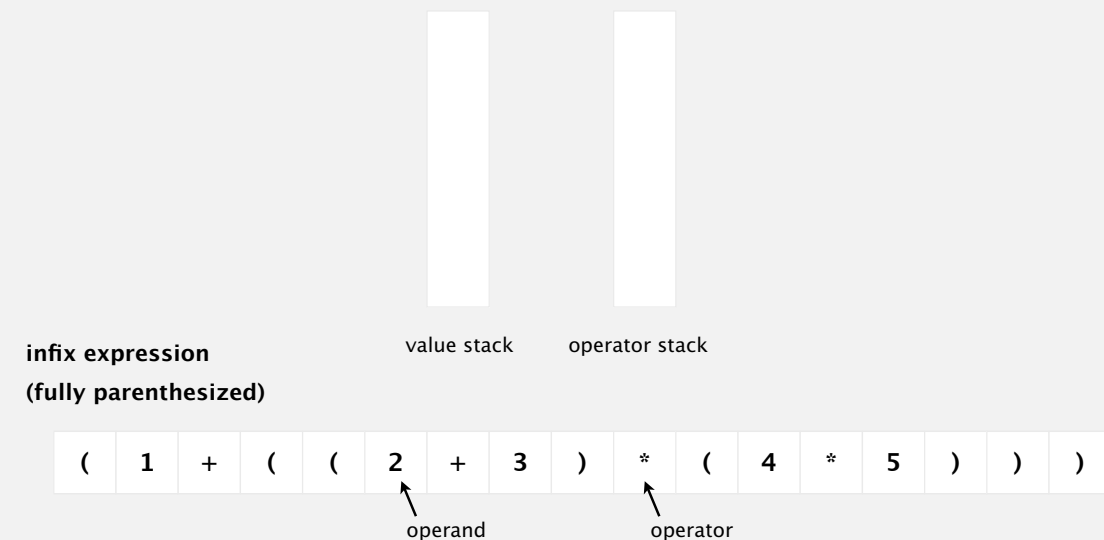 value stack operator stack
infix expression
(fully parenthesized)
( 1 + ( ( 2 + 3 ) * ( 4 * 5 ) ) )
operand operator